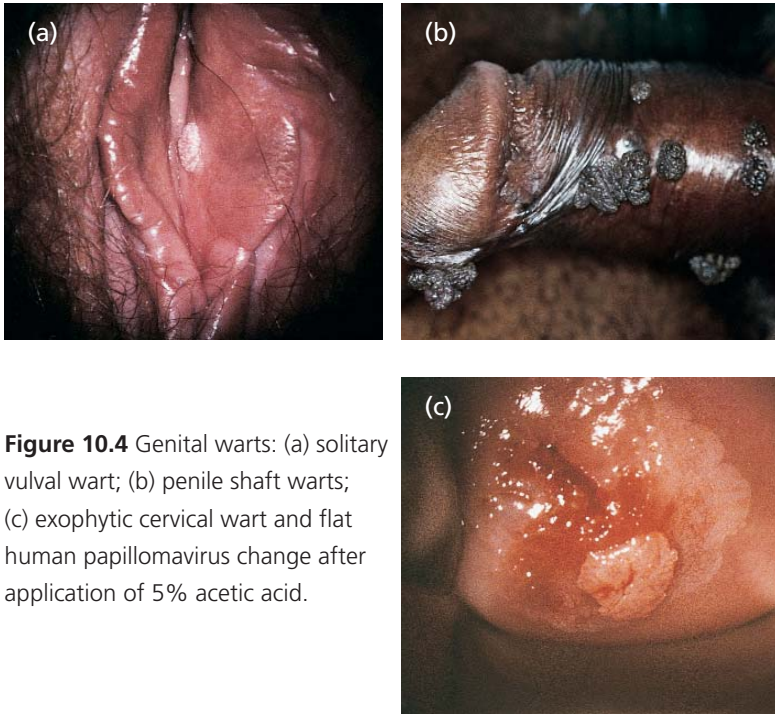 (a)
(b)
(c)
Figure 10.4 Genital warts: (a) solitary
vulval wart; (b) penile shaft warts;
(c) exophytic cervical wart and flat
human papillomavirus change after
application of 5% acetic acid.